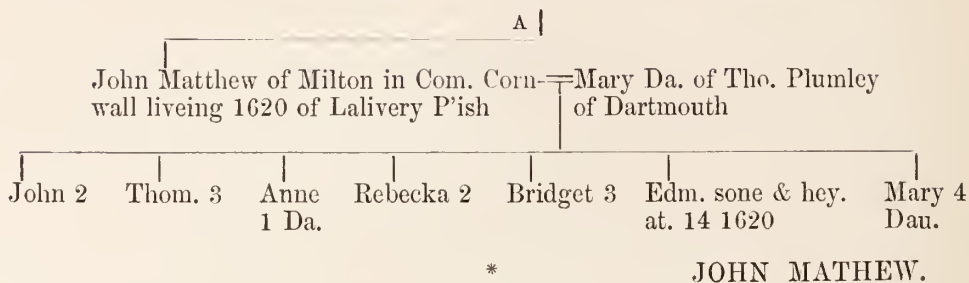 A
John Matthew of Milton in Com. Corn-
wall liveing 1620 of Lalivery P'ish
Mary Da. of Tho. Plumley
of Dartmouth
John 2
Thom. 3
Anne
1 Da.
Rebecka 2
Bridget 3
Edm. sone & hey.
at. 14 1620
Mary 4
Dau.
*
JOHN MATHEW.